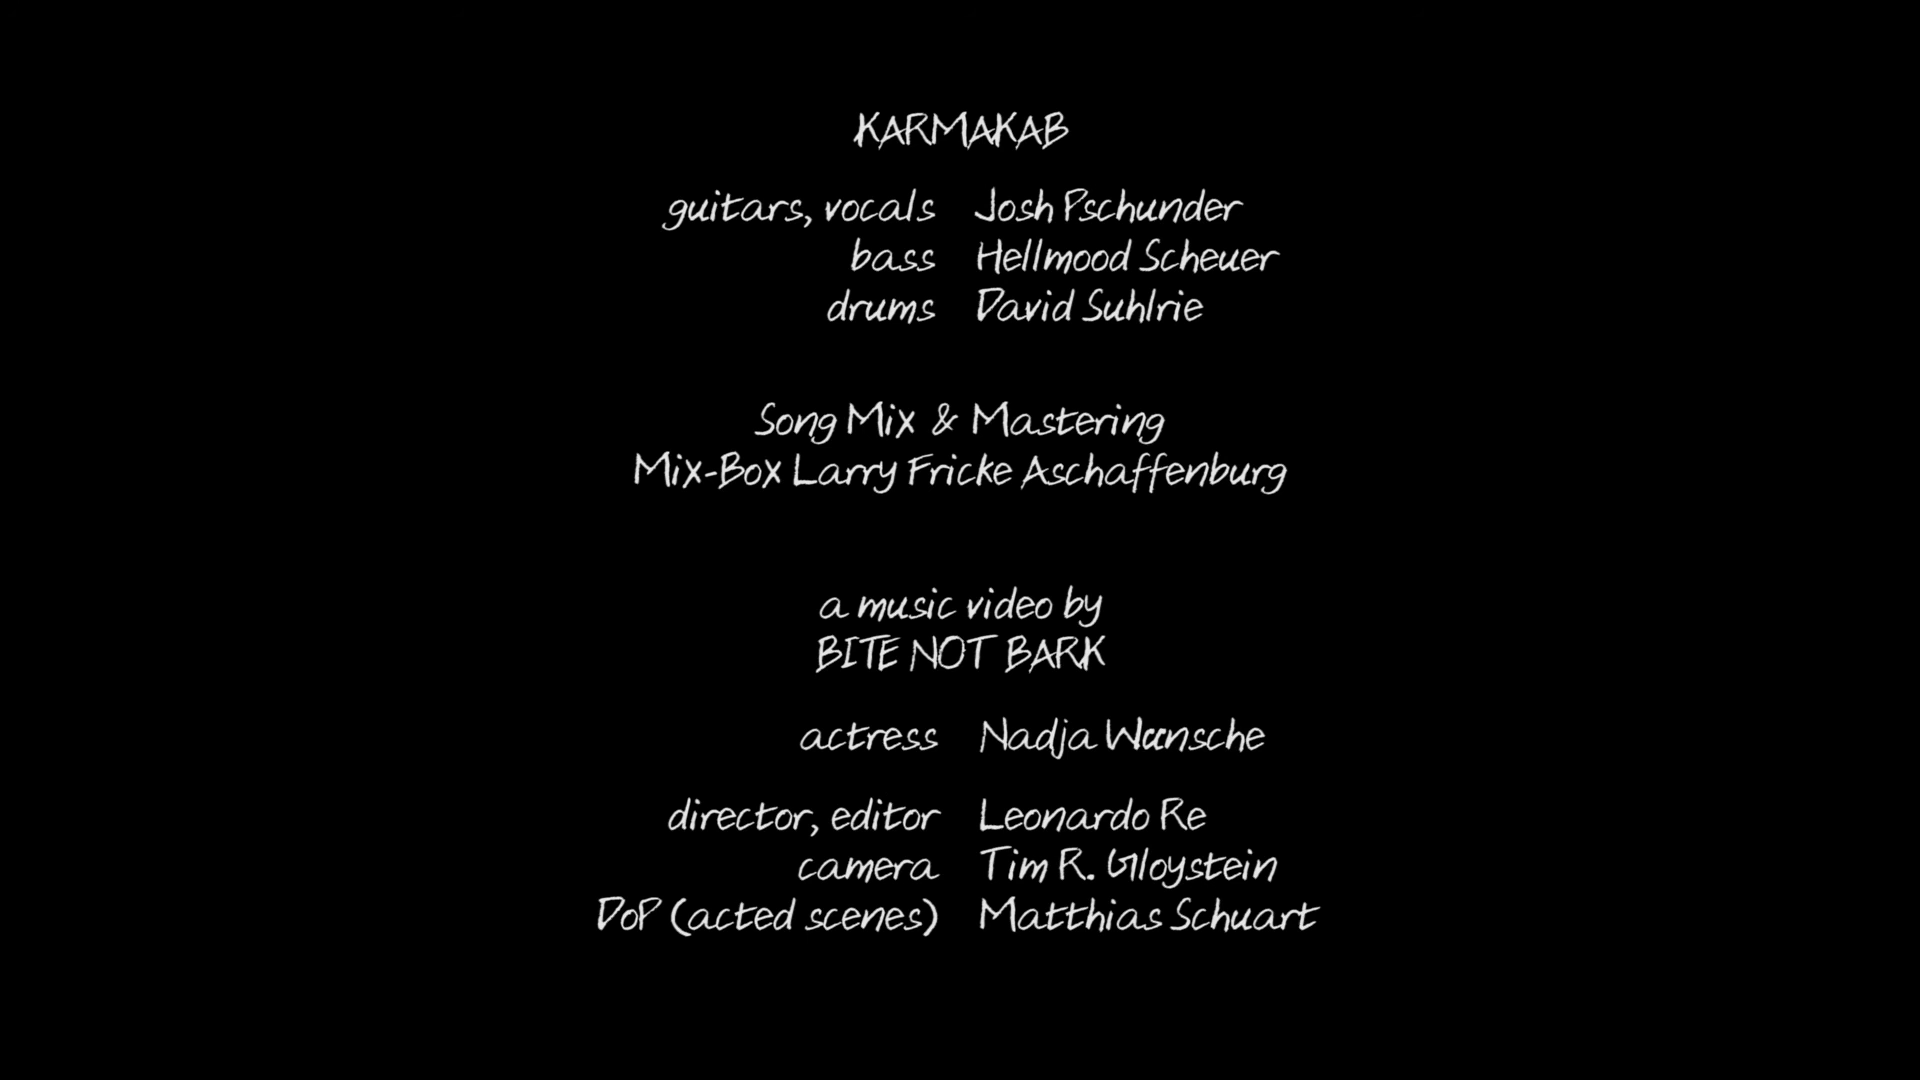 KARMAKAB
guitars, vocals Josh Pschunder
bass Hellmood Scheuer
drums David Suhlrie
Song Mix & Mastering
Mix-Box Larry Fricke Aschaffenburg
a music video by
BITE NOT BARK
actress Nadja
director, editor Leonardo Re
camera Tim R. Gloystein
DoP (acted scenes) Matthias Schuart